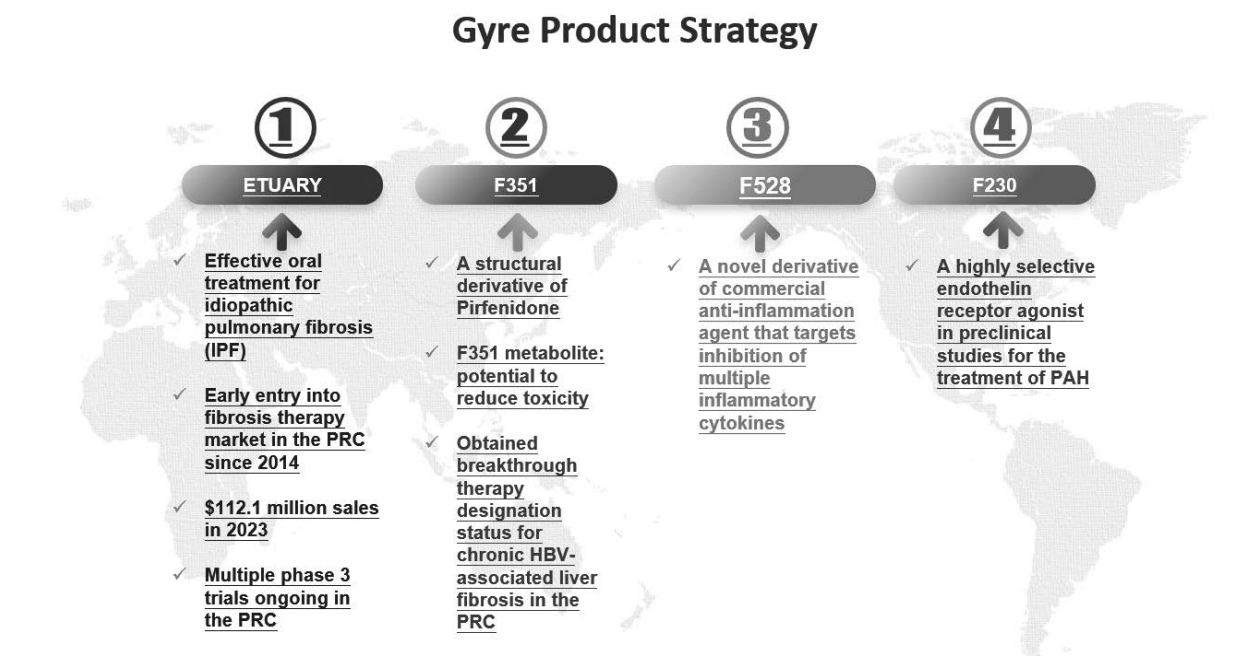 Gyre Product Strategy
1
ETUARY
Effective oral
treatment for
idiopathic
pulmonary fibrosis
(IPF)
Early entry into
fibrosis therapy
market in the PRC
since 2014
$112.1 million sales
in 2023
Multiple phase 3
trials ongoing in
the PRC
2
F351
A structural
derivative of
Pirfenidone
F351 metabolite:
potential to
reduce toxicity
Obtained
breakthrough
therapy
designation
status for
chronic HBV-
associated liver
fibrosis in the
PRC
3
F528
A novel derivative
of commercial
anti-inflammation
agent that targets
inhibition of
multiple
inflammatory
cytokines
4
F230
A highly selective
endothelin
receptor agonist
in preclinical
studies for the
treatment of PAH